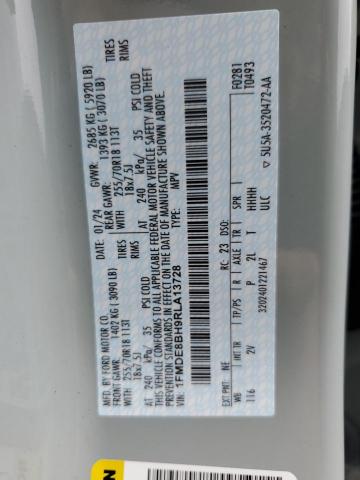 MFD. BY FORD MOTOR CO.
DATE: 01/24 GVWR: 2685 KG ( 5920 LB)
FRONT GAWR: 1402 KG ( 3090 LB) REAR GAWR: 1393 KG ( 3070 LB)
WITH 255/70R18 113T TIRES WITH 255/70R18 113T TIRES
18x7.5J RIMS 18x7.5J RIMS
AT 240 kPa/ 35 PSI COLD AT 240 kPa/ 35 PSI COLD
THIS VEHICLE CONFORMS TO ALL APPLICABLE FEDERAL MOTOR VEHICLE SAFETY AND THEFT
PREVENTION STANDARDS IN EFFECT ON THE DATE OF MANUFACTURE SHOWN ABOVE.
VIN: 1FMDE8BH9RLA13728
TYPE: MPV
F0281
T0493
EXT PNT: NE RC: 23 DSO:
WB INT TR TP/PS R AXLE TR SPR
116 2V P 2L T HHHH
ULC
3202401221467
5U5A-3520472-AA